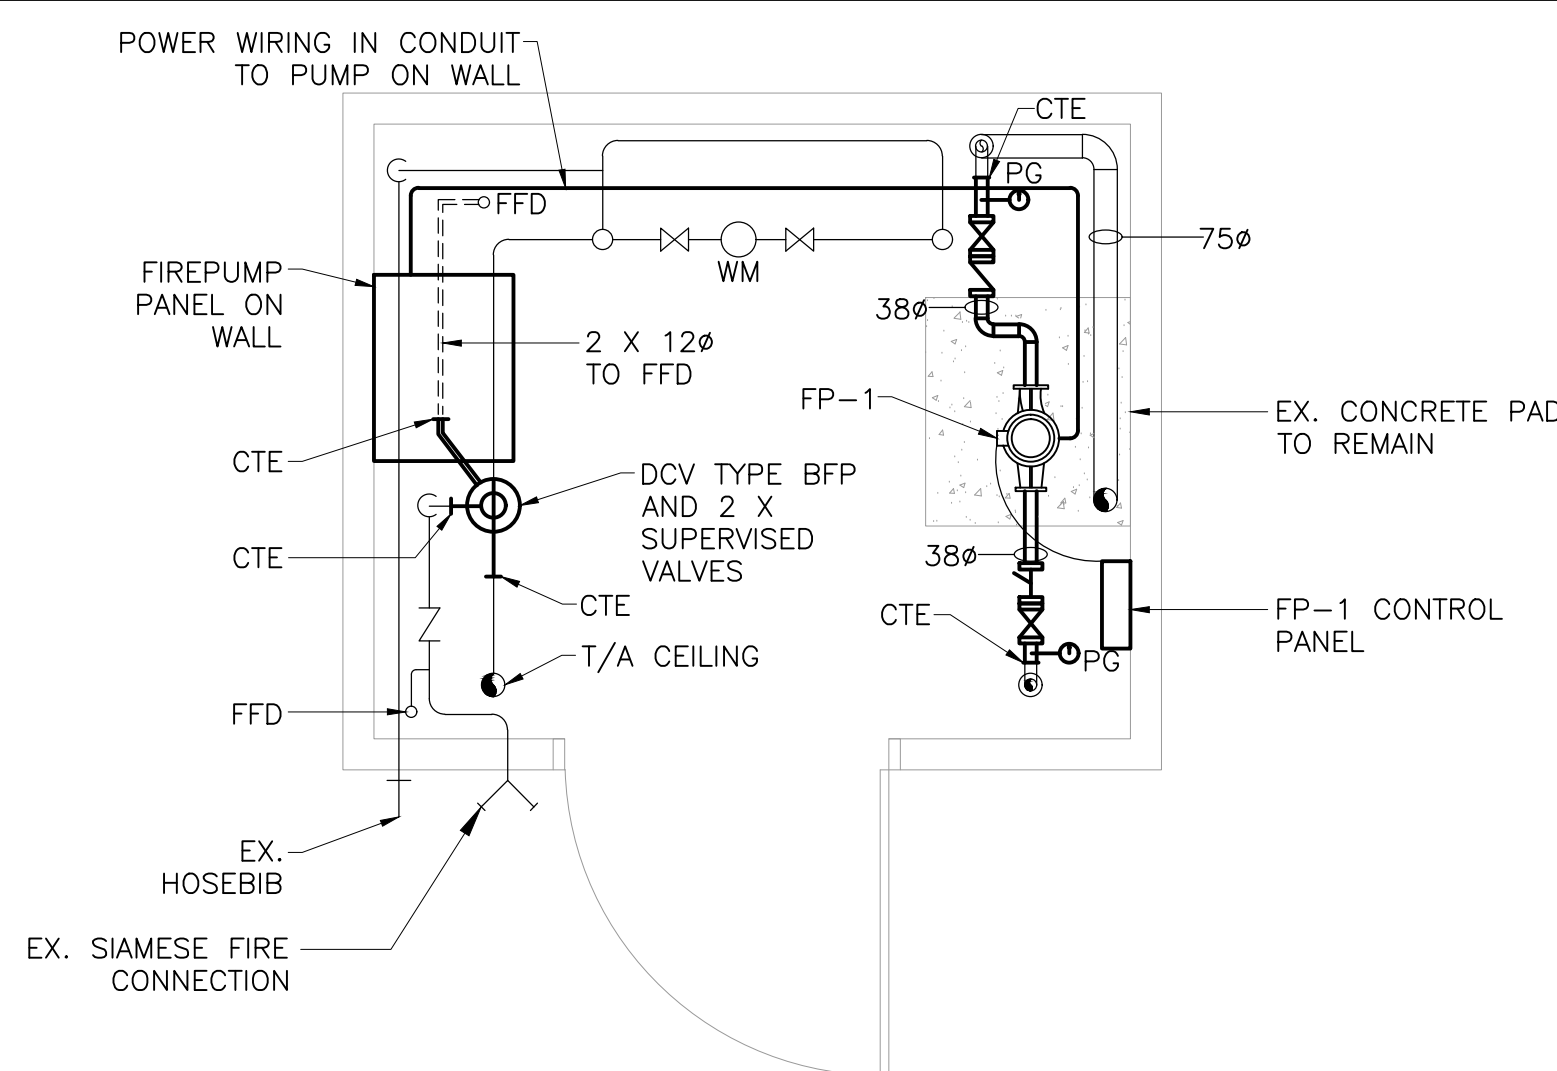 POWER WIRING IN CONDUIT
TO PUMP ON WALL
CTE
PG
FFD
75ø
WM
FIREPUMP
PANEL ON
WALL
38ø
2 X 12ø
TO FFD
FP-1
EX. CONCRETE PAD
TO REMAIN
CTE
DCV TYPE BFP
AND 2 X
SUPERVISED
VALVES
CTE
38ø
CTE
CTE
FP-1 CONTROL
PANEL
T/A CEILING
PG
FFD
EX.
HOSEBIB
EX. SIAMESE FIRE
CONNECTION